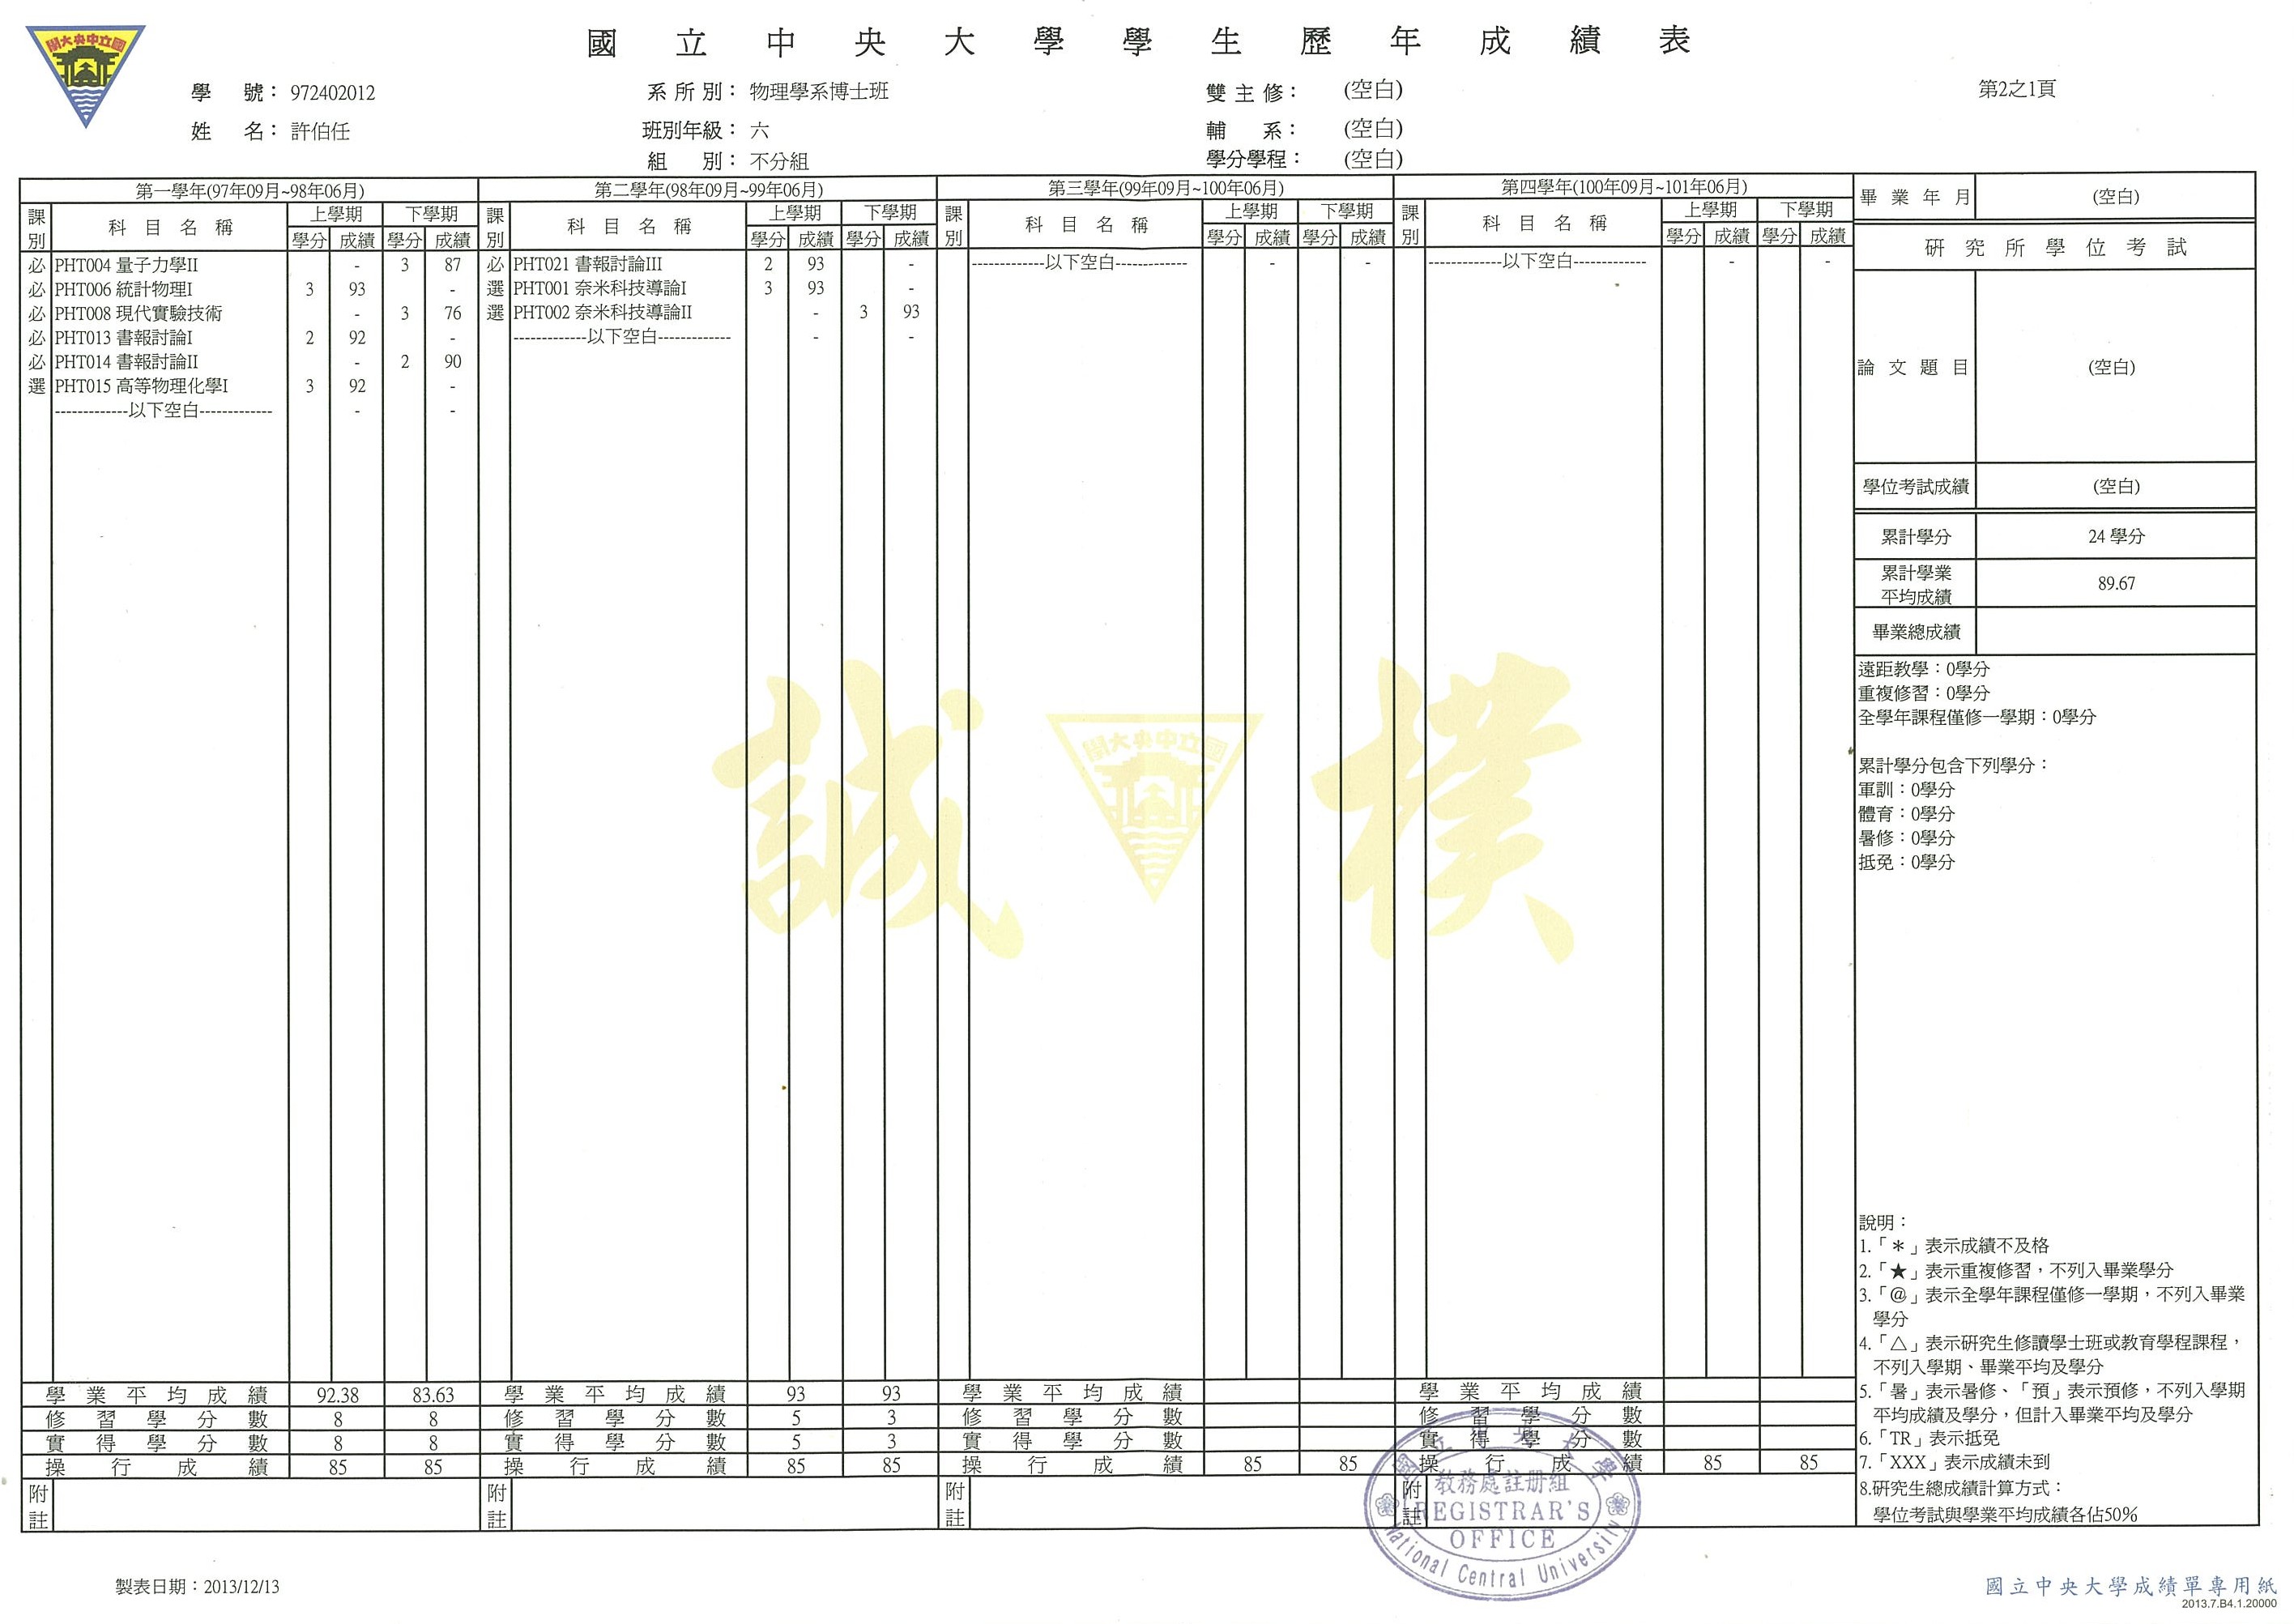 國立中央大學學生歷年成績表
國立中央大學
學 號： 972402012
系所別： 物理學系博士班
雙主修： (空白)
第2之1頁
姓 名： 許伯任
班別年級： 六
輔 系： (空白)
組 別： 不分組
學分學程： (空白)
第一學年(97年09月~98年06月)
課別 科目名稱 上學期 下學期
學分 成績 學分 成績
必 PHT004 量子力學II - 3 87
必 PHT006 統計物理I 3 93 -
必 PHT008 現代實驗技術 - 3 76
必 PHT013 書報討論I 2 92 -
必 PHT014 書報討論II - 2 90
選 PHT015 高等物理化學I 3 92 -
-------------以下空白------------- - -
學業平均成績 92.38 83.63
修習學分數 8 8
實得學分數 8 8
操行成績 85 85
附註
第二學年(98年09月~99年06月)
課別 科目名稱 上學期 下學期
學分 成績 學分 成績
必 PHT021 書報討論III 2 93 -
選 PHT001 奈米科技導論I 3 93 -
選 PHT002 奈米科技導論II - 3 93
-------------以下空白------------- - -
學業平均成績 93 93
修習學分數 5 3
實得學分數 5 3
操行成績 85 85
附註
第三學年(99年09月~100年06月)
課別 科目名稱 上學期 下學期
學分 成績 學分 成績
-------------以下空白------------- - -
學業平均成績
修習學分數
實得學分數
操行成績 85 85
附註
第四學年(100年09月~101年06月)
課別 科目名稱 上學期 下學期
學分 成績 學分 成績
-------------以下空白------------- - -
學業平均成績
修習學分數
實得學分數
操行成績 85 85
附註
畢業年月 (空白)
研究所學位考試
論文題目 (空白)
學位考試成績 (空白)
累計學分 24 學分
累計學業
平均成績 89.67
畢業總成績
遠距教學：0學分
重複修習：0學分
全學年課程僅修一學期：0學分
累計學分包含下列學分：
軍訓：0學分
體育：0學分
暑修：0學分
抵免：0學分
說明：
1.「＊」表示成績不及格
2.「★」表示重複修習，不列入畢業學分
3.「@」表示全學年課程僅修一學期，不列入畢業
學分
4.「△」表示研究生修讀學士班或教育學程課程，
不列入學期、畢業平均及學分
5.「暑」表示暑修、「預」表示預修，不列入學期
平均成績及學分，但計入畢業平均及學分
6.「TR」表示抵免
7.「XXX」表示成績未到
8.研究生總成績計算方式：
學位考試與學業平均成績各佔50%
誠 樸
國立中央大學
國立中央大學
教務處註册組
REGISTRAR'S
OFFICE
National Central University
製表日期：2013/12/13
國立中央大學成績單專用紙
2013.7.B4.1.20000